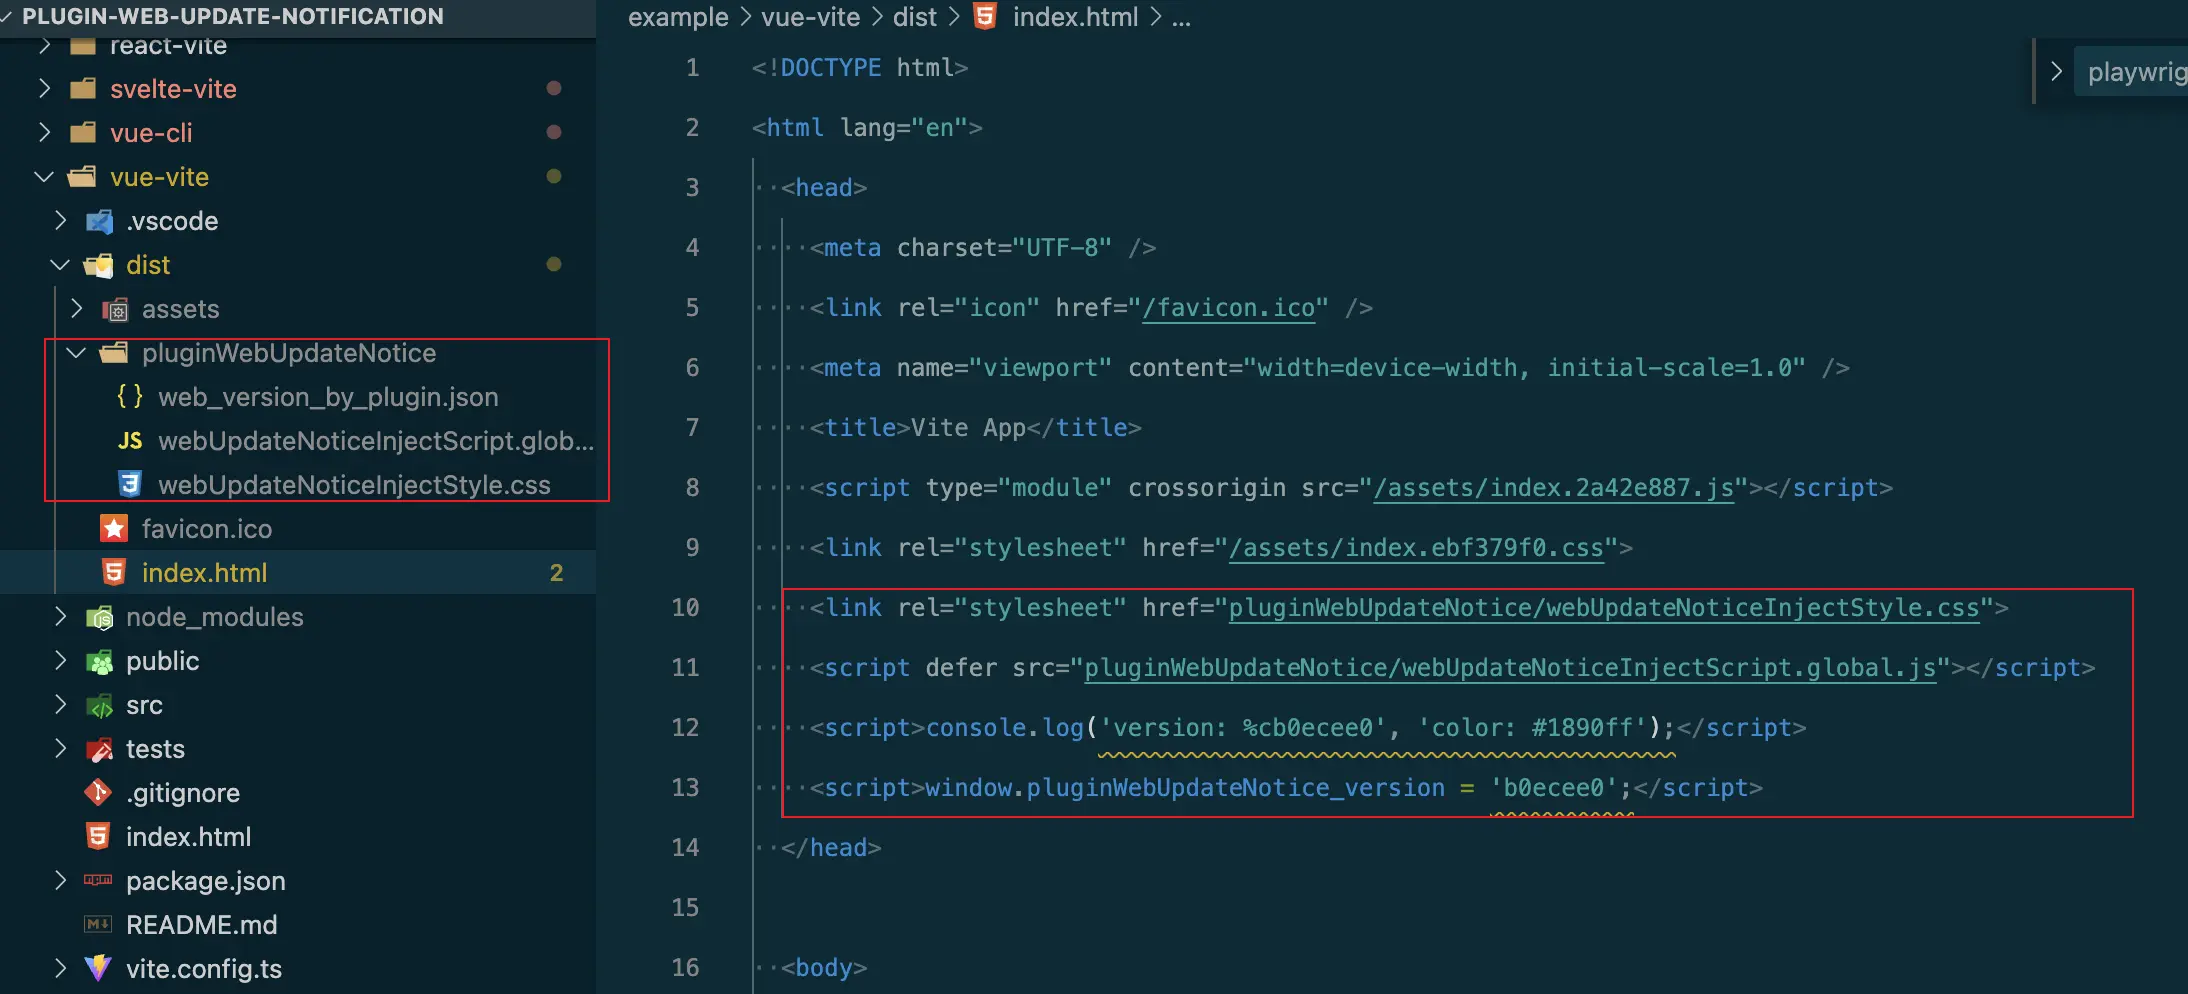 PLUGIN-WEB-UPDATE-NOTIFICATION
react-vite
svelte-vite
vue-cli
vue-vite
.vscode
dist
assets
pluginWebUpdateNotice
{} web_version_by_plugin.json
JS webUpdateNoticeInjectScript.glob...
webUpdateNoticeInjectStyle.css
favicon.ico
index.html 2
node_modules
public
src
tests
.gitignore
index.html
package.json
README.md
vite.config.ts
example > vue-vite > dist > index.html > ...
playwrig
1 <!DOCTYPE html>
2 <html lang="en">
3 <head>
4 <meta charset="UTF-8" />
5 <link rel="icon" href="/favicon.ico" />
6 <meta name="viewport" content="width=device-width, initial-scale=1.0" />
7 <title>Vite App</title>
8 <script type="module" crossorigin src="/assets/index.2a42e887.js"></script>
9 <link rel="stylesheet" href="/assets/index.ebf379f0.css">
10 <link rel="stylesheet" href="pluginWebUpdateNotice/webUpdateNoticeInjectStyle.css">
11 <script defer src="pluginWebUpdateNotice/webUpdateNoticeInjectScript.global.js"></script>
12 <script>console.log('version: %cb0ecee0', 'color: #1890ff');</script>
13 <script>window.pluginWebUpdateNotice_version = 'b0ecee0';</script>
14 </head>
15
16 <body>